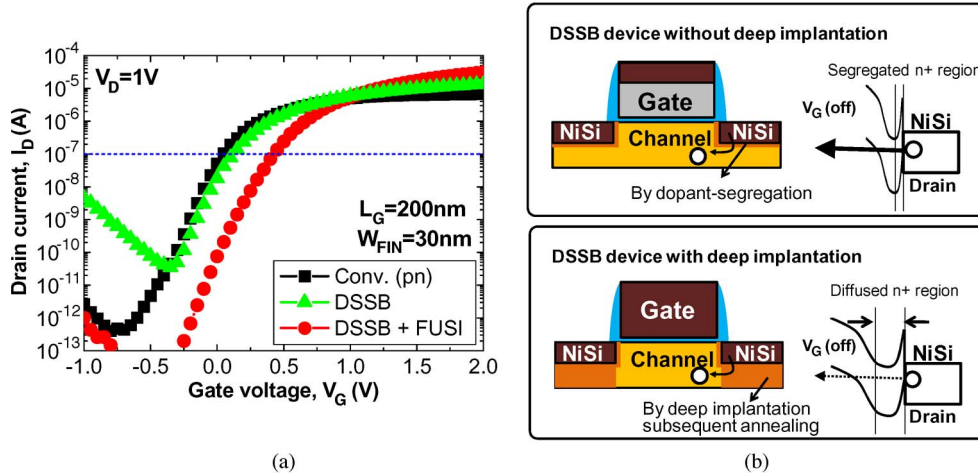 V_D=1V
10^-4
10^-5
10^-6
10^-7
10^-8
10^-9
10^-10
10^-11
10^-12
10^-13
Drain current, I_D (A)
L_G=200nm
W_FIN=30nm
Conv. (pn)
DSSB
DSSB + FUSI
-1.0 -0.5 0.0 0.5 1.0 1.5 2.0
Gate voltage, V_G (V)
(a)
DSSB device without deep implantation
Segregated n+ region
Gate
V_G (off)
NiSi
NiSi
Channel
NiSi
Drain
By dopant-segregation
DSSB device with deep implantation
Diffused n+ region
Gate
V_G (off)
NiSi
NiSi
Channel
NiSi
Drain
By deep implantation
subsequent annealing
(b)